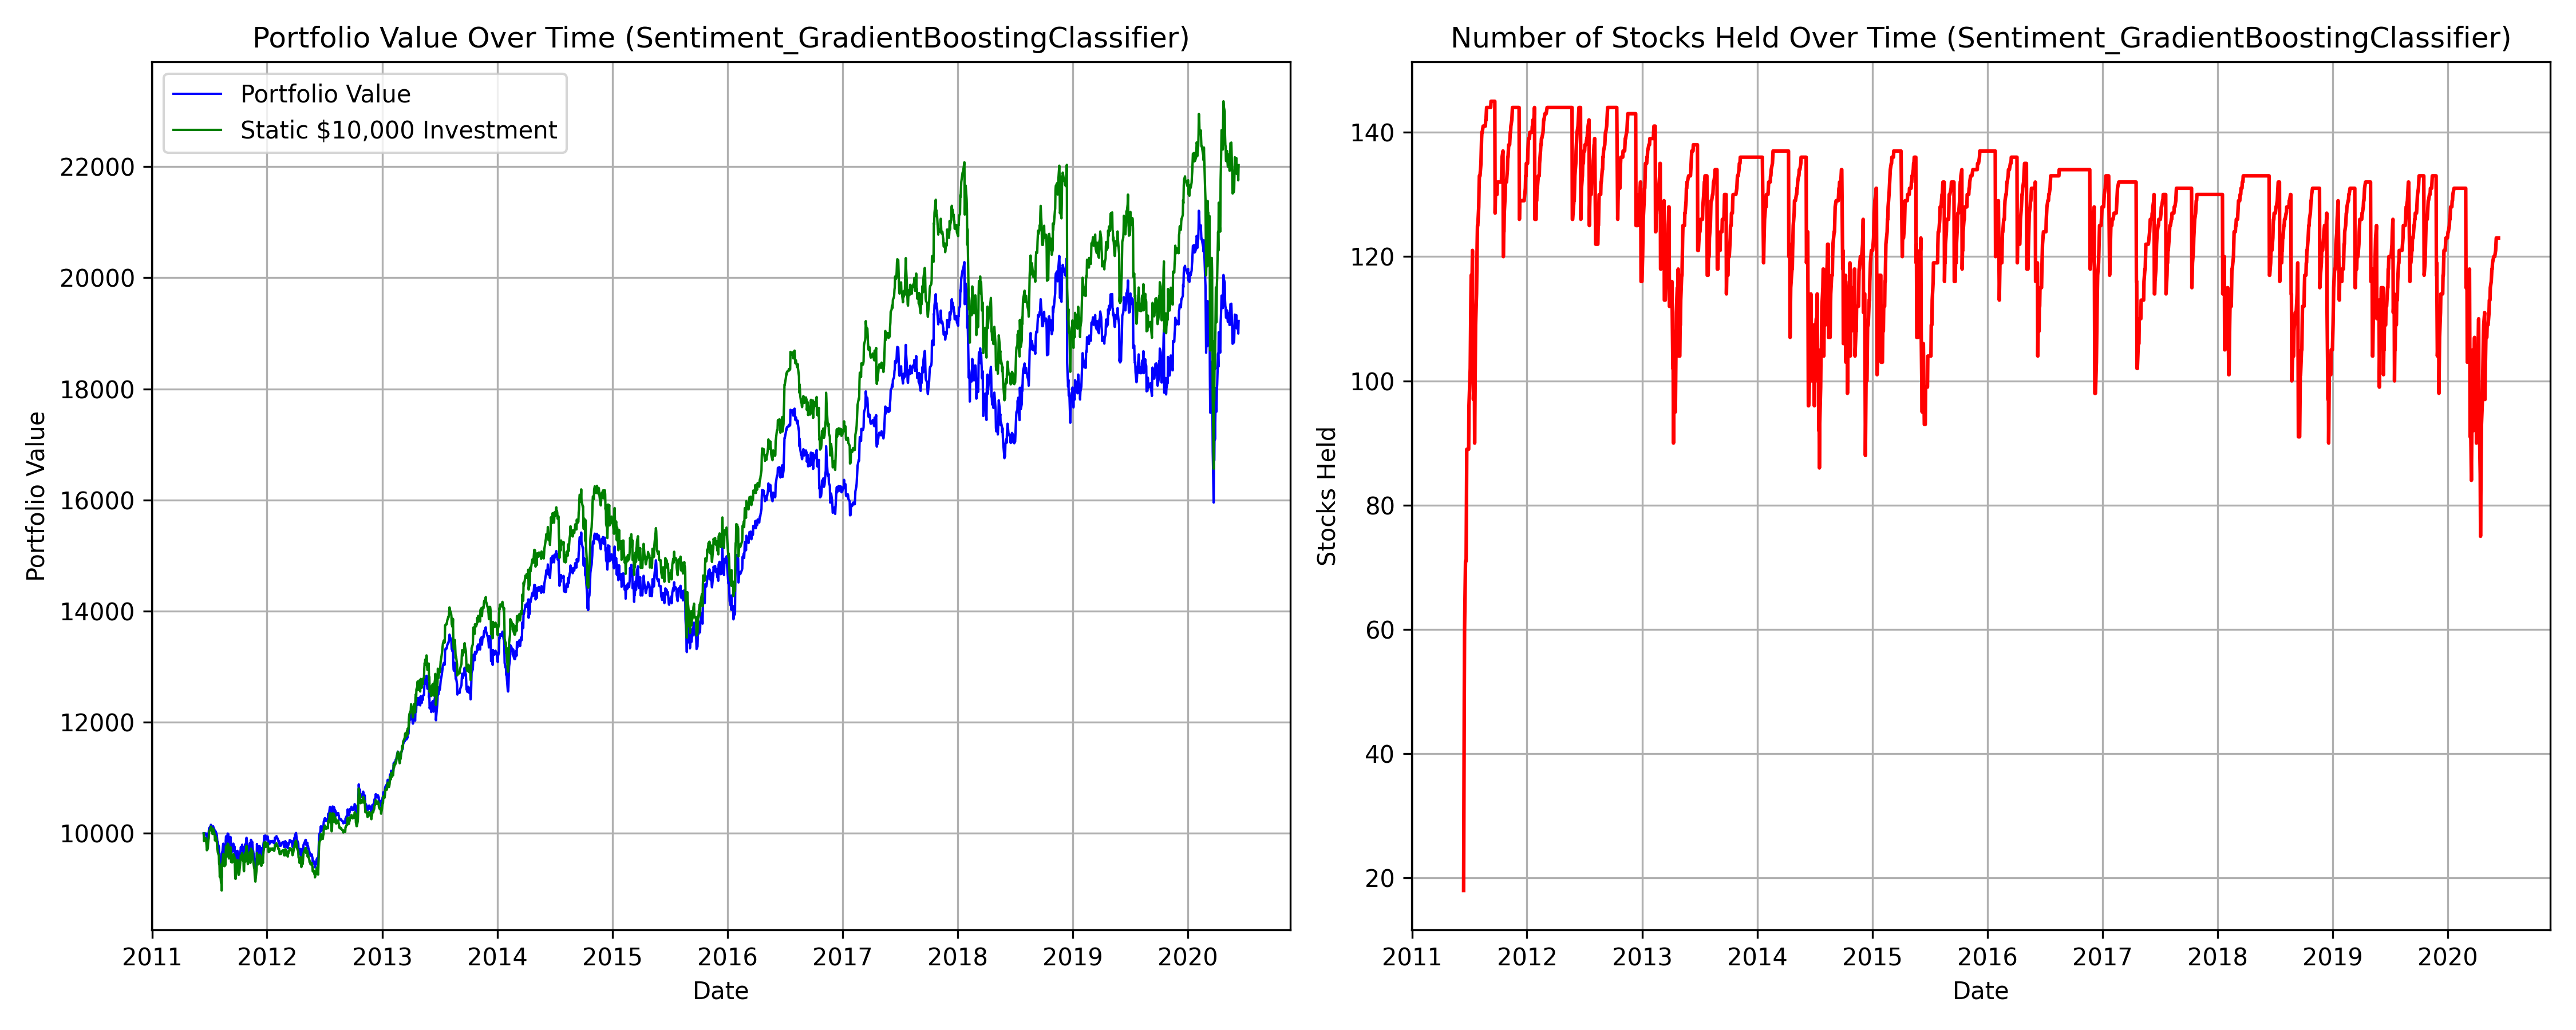 Portfolio Value Over Time (Sentiment_GradientBoostingClassifier)
Portfolio Value
Static $10,000 Investment
22000
20000
18000
16000
14000
12000
10000
Portfolio Value
2011 2012 2013 2014 2015 2016 2017 2018 2019 2020
Date
Number of Stocks Held Over Time (Sentiment_GradientBoostingClassifier)
140
120
100
80
60
40
20
Stocks Held
2011 2012 2013 2014 2015 2016 2017 2018 2019 2020
Date